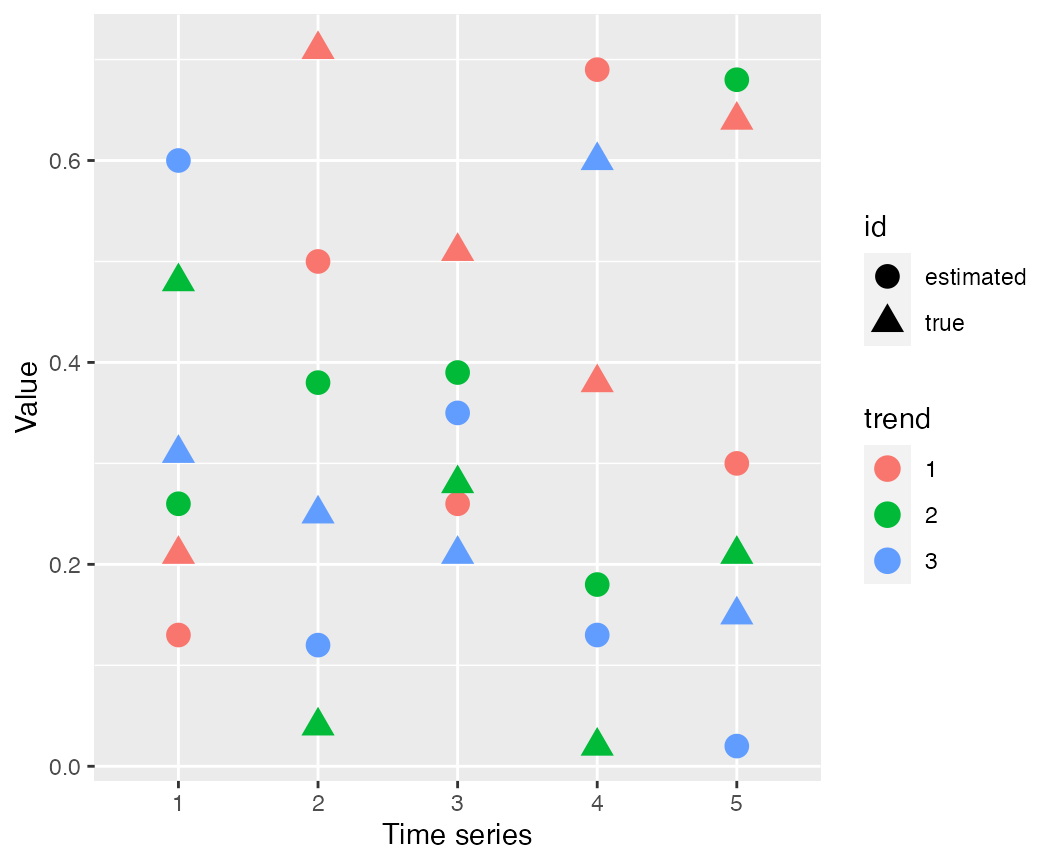 0.6
0.4
0.2
0.0
Value
1 2 3 4 5
Time series
id
estimated
true
trend
1
2
3